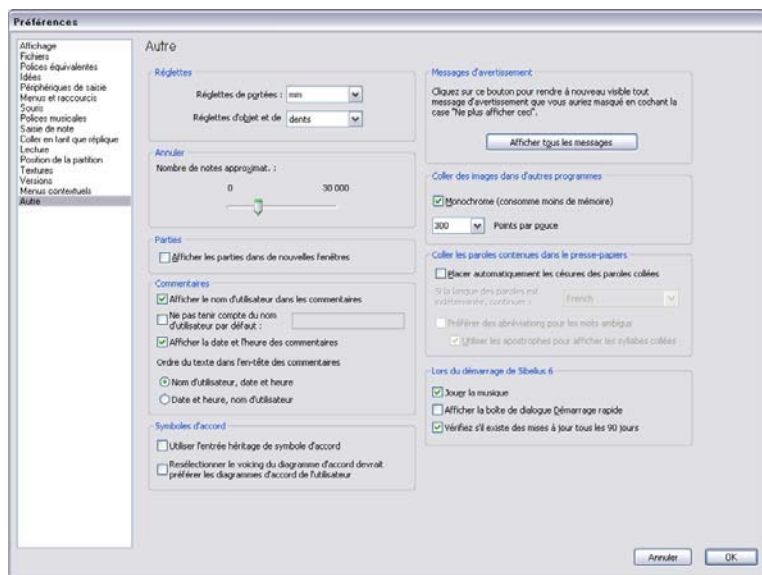 Préférences
Affichage
Fichiers
Polices équivalentes
Idées
Périphériques de saisie
Menus et raccourcis
Souris
Polices musicales
Saisie de note
Coller en tant que réplique
Lecture
Position de la partition
Textures
Versions
Menus contextuels
Autre
Autre
Réglettes
Réglettes de portées :
mm
Réglettes d'objet et de
dents
Annuler
Nombre de notes approximat. :
0
30 000
Parties
Afficher les parties dans de nouvelles fenêtres
Commentaires
Afficher le nom d'utilisateur dans les commentaires
Ne pas tenir compte du nom
d'utilisateur par défaut :
Afficher la date et l'heure des commentaires
Ordre du texte dans l'en-tête des commentaires
Nom d'utilisateur, date et heure
Date et heure, nom d'utilisateur
Symboles d'accord
Utiliser l'entrée héritage de symbole d'accord
Resélectionner le voicing du diagramme d'accord devrait
préférer les diagrammes d'accord de l'utilisateur
Messages d'avertissement
Cliquez sur ce bouton pour rendre à nouveau visible tout
message d'avertissement que vous auriez masqué en cochant la
case "Ne plus afficher ceci".
Afficher tous les messages
Coller des images dans d'autres programmes
Monochrome (consomme moins de mémoire)
300
Points par pouce
Coller les paroles contenues dans le presse-papiers
Placer automatiquement les césures des paroles collées
Si la langue des paroles est
indéterminée, continuer :
French
Préférer des abréviations pour les mots ambigus
Utiliser les apostrophes pour afficher les syllabes collées
Lors du démarrage de Sibelius 6
Jouer la musique
Afficher la boîte de dialogue Démarrage rapide
Vérifiez s'il existe des mises à jour tous les 90 jours
Annuler
OK